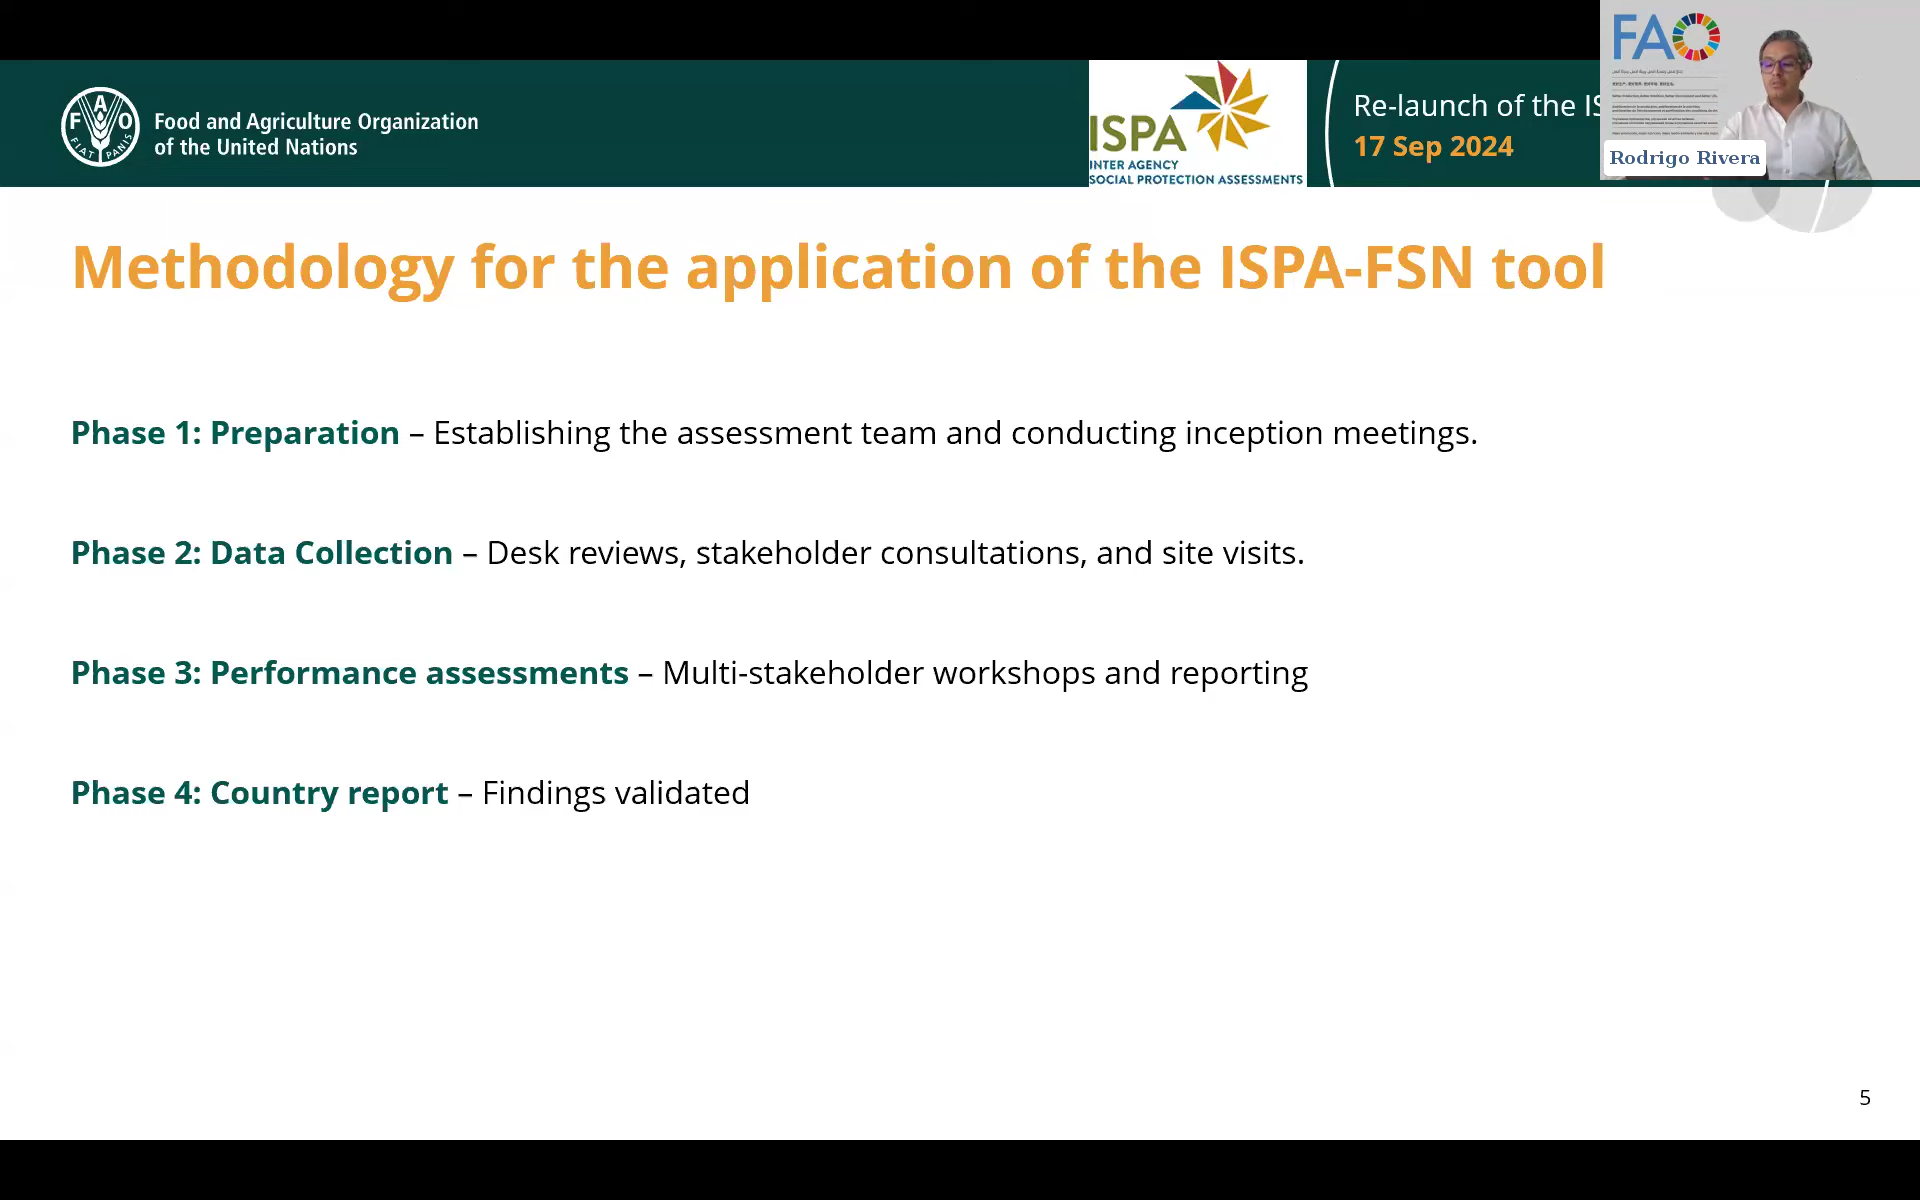 Food and Agriculture Organization
of the United Nations
F A O
FIAT PANIS
ISPA
INTER AGENCY
SOCIAL PROTECTION ASSESSMENTS
Re-launch of the
17 Sep 2024
FAO
Rodrigo Rivera
Methodology for the application of the ISPA-FSN tool
Phase 1: Preparation – Establishing the assessment team and conducting inception meetings.
Phase 2: Data Collection – Desk reviews, stakeholder consultations, and site visits.
Phase 3: Performance assessments – Multi-stakeholder workshops and reporting
Phase 4: Country report – Findings validated
5